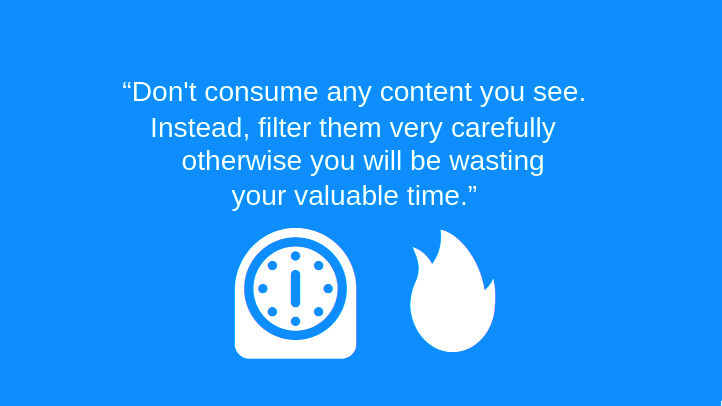 “Don't consume any content you see.
Instead, filter them very carefully
otherwise you will be wasting
your valuable time.”